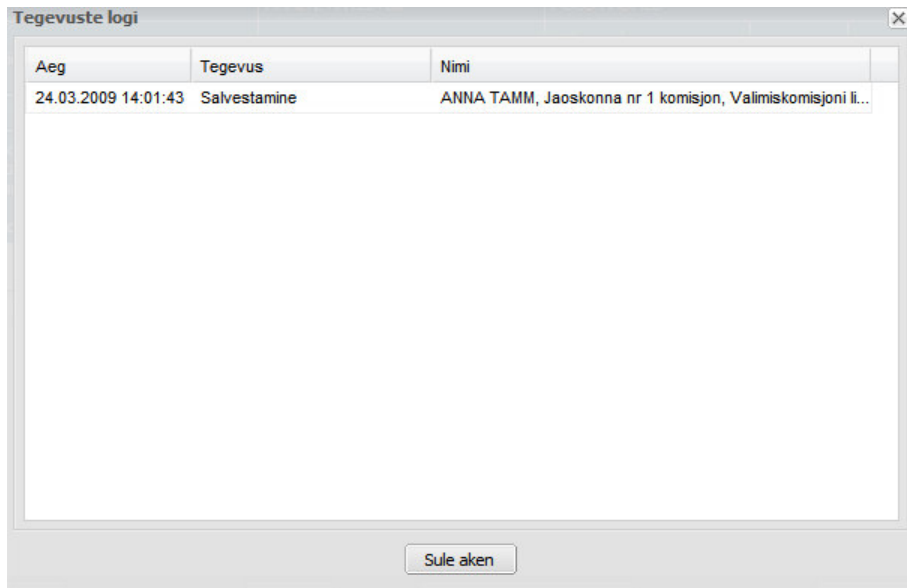 Tegevuste logi
Aeg Tegevus Nimi
24.03.2009 14:01:43 Salvestamine ANNA TAMM, Jaoskonna nr 1 komisjon, Valimiskomisjoni li...
Sule aken